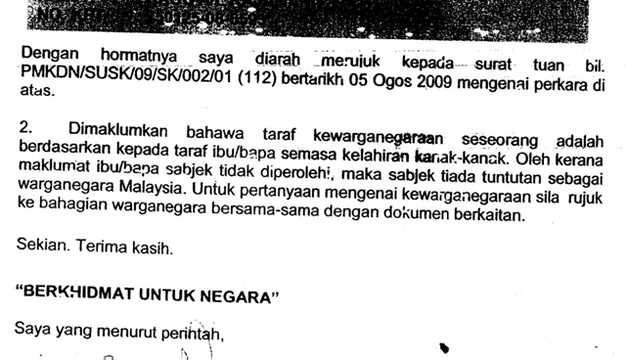 Dengan hormatnya saya diarah merujuk kepada surat tuan bil.
PMKDN/SUSK/09/SK/002/01 (112) bertarikh 05 Ogos 2009 mengenai perkara di
atas.
2. Dimaklumkan bahawa taraf kewarganegaraan seseorang adalah
berdasarkan kepada taraf ibu/bapa semasa kelahiran kanak-kanak. Oleh kerana
maklumat ibu/bapa sabjek tidak diperolehi, maka sabjek tiada tuntutan sebagai
warganegara Malaysia. Untuk pertanyaan mengenai kewarganegaraan sila rujuk
ke bahagian warganegara bersama-sama dengan dokumen berkaitan.
Sekian. Terima kasih.
“BERKHIDMAT UNTUK NEGARA”
Saya yang menurut perintah,